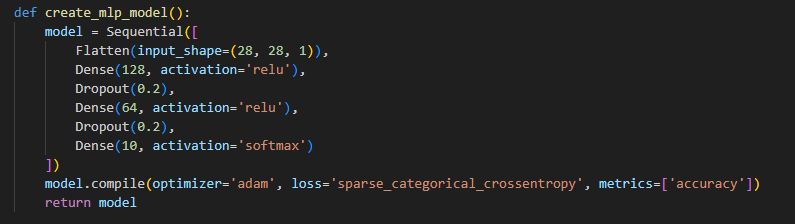 def create_mlp_model():
    model = Sequential([
        Flatten(input_shape=(28, 28, 1)),
        Dense(128, activation='relu'),
        Dropout(0.2),
        Dense(64, activation='relu'),
        Dropout(0.2),
        Dense(10, activation='softmax')
    ])
    model.compile(optimizer='adam', loss='sparse_categorical_crossentropy', metrics=['accuracy'])
    return model